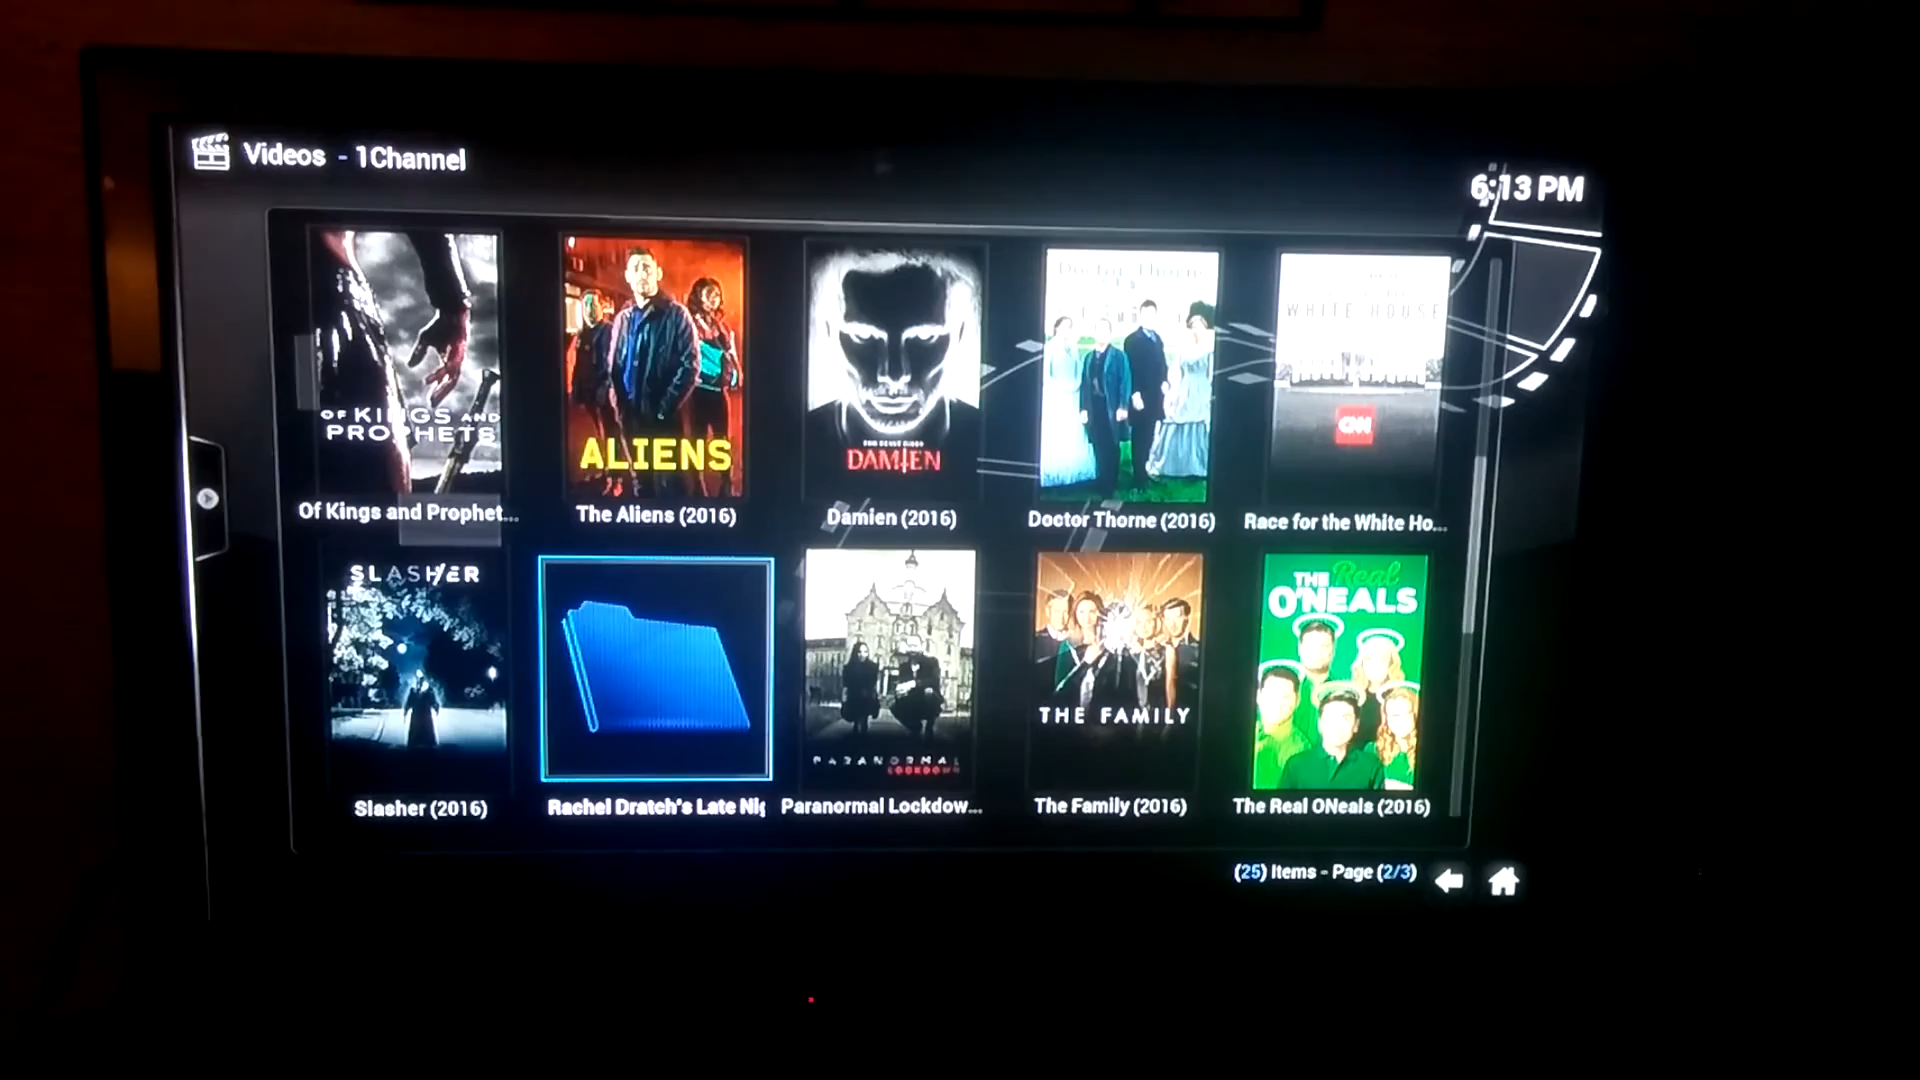 Videos - 1Channel
6:13 PM
OF KINGS AND
PROPHETS
ALIENS
DAMIEN
Doctor Thorne
WHITE HOUSE
CNN
Of Kings and Prophet...
The Aliens (2016)
Damien (2016)
Doctor Thorne (2016)
Race for the White Ho...
SLASHER
PARANORMAL
LOCKDOWN
THE FAMILY
THE Real
O'NEALS
Slasher (2016)
Rachel Dratch's Late Nig
Paranormal Lockdow...
The Family (2016)
The Real ONeals (2016)
(25) Items - Page (2/3)